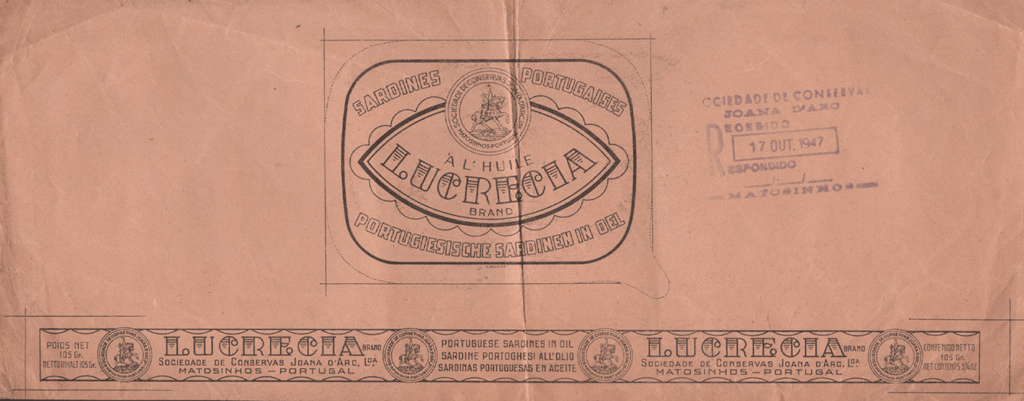 SARDINES PORTUGAISES
SOCIEDADE DE CONSERVAS JOANA D'ARC, LDA
MATOSINHOS-PORTUGAL
À L'HUILE
LUCRECIA
BRAND
PORTUGIESISCHE SARDINEN IN OEL
SOCIEDADE DE CONSERVAS
JOANA D'ARC
RECEBIDO
17 OUT. 1947
RESPONDIDO
MATOSINHOS
POIDS NET
105 Gr.
NETTOINHALT 105 Gr.
LUCRECIA BRAND
SOCIEDADE DE CONSERVAS JOANA D'ARC, LDA.
MATOSINHOS - PORTUGAL
PORTUGUESE SARDINES IN OIL
SARDINE PORTOGHESI ALL'OLIO
SARDINAS PORTUGUESAS EN ACEITE
LUCRECIA BRAND
SOCIEDADE DE CONSERVAS JOANA D'ARC, LDA.
MATOSINHOS - PORTUGAL
CONTENIDO NETTO
105 Gr.
NET CONTENTS 3¾ OZ